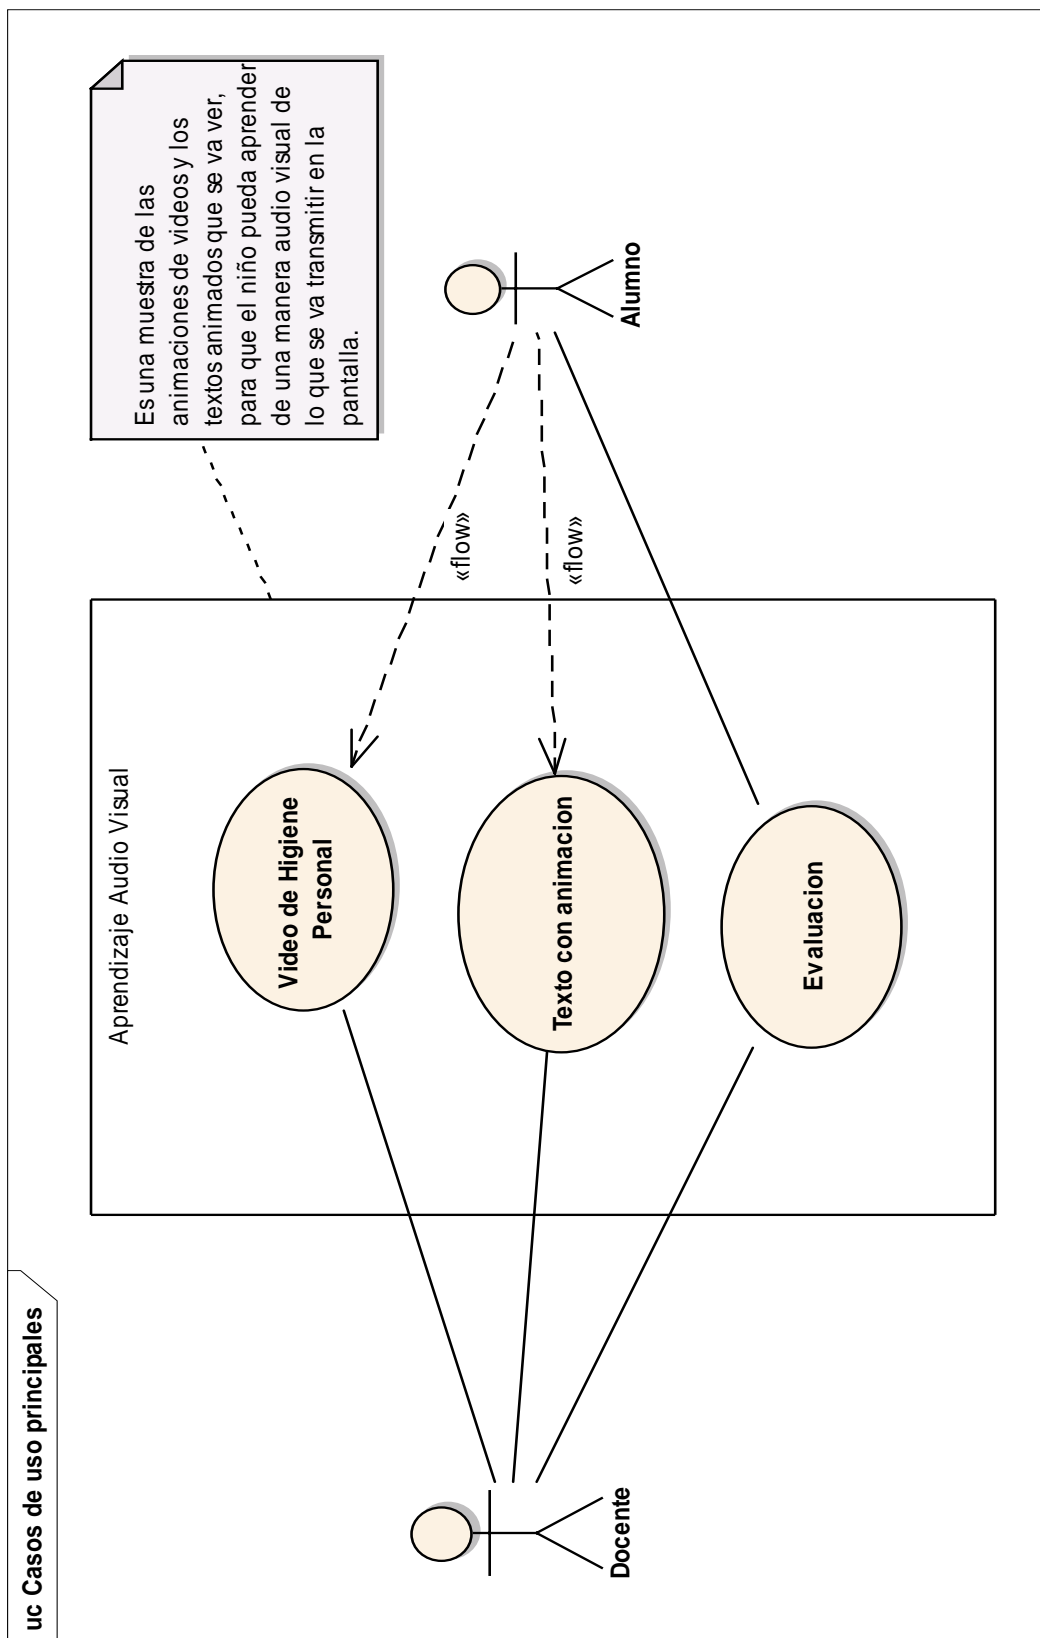 uc Casos de uso principales
Aprendizaje Audio Visual
Es una muestra de las
animaciones de videos y los
textos animados que se va ver,
para que el niño pueda aprender
de una manera audio visual de
lo que se va transmitir en la
pantalla.
Video de Higiene
Personal
«flow»
Texto con animacion
«flow»
Evaluacion
Docente
Alumno